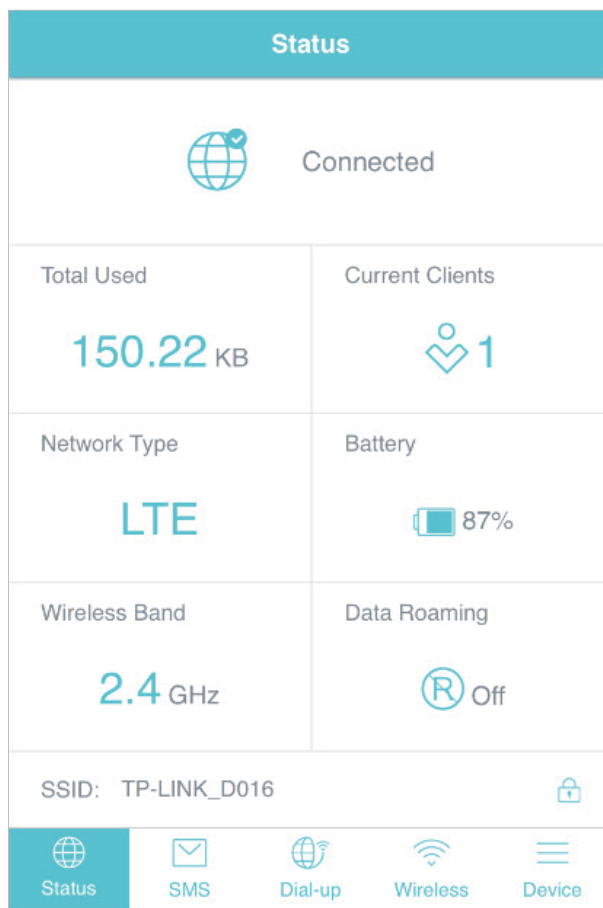 Status
Connected
Total Used
Current Clients
150.22 KB
1
Network Type
Battery
LTE
87%
Wireless Band
Data Roaming
2.4 GHz
R Off
SSID: TP-LINK_D016
Status SMS Dial-up Wireless Device